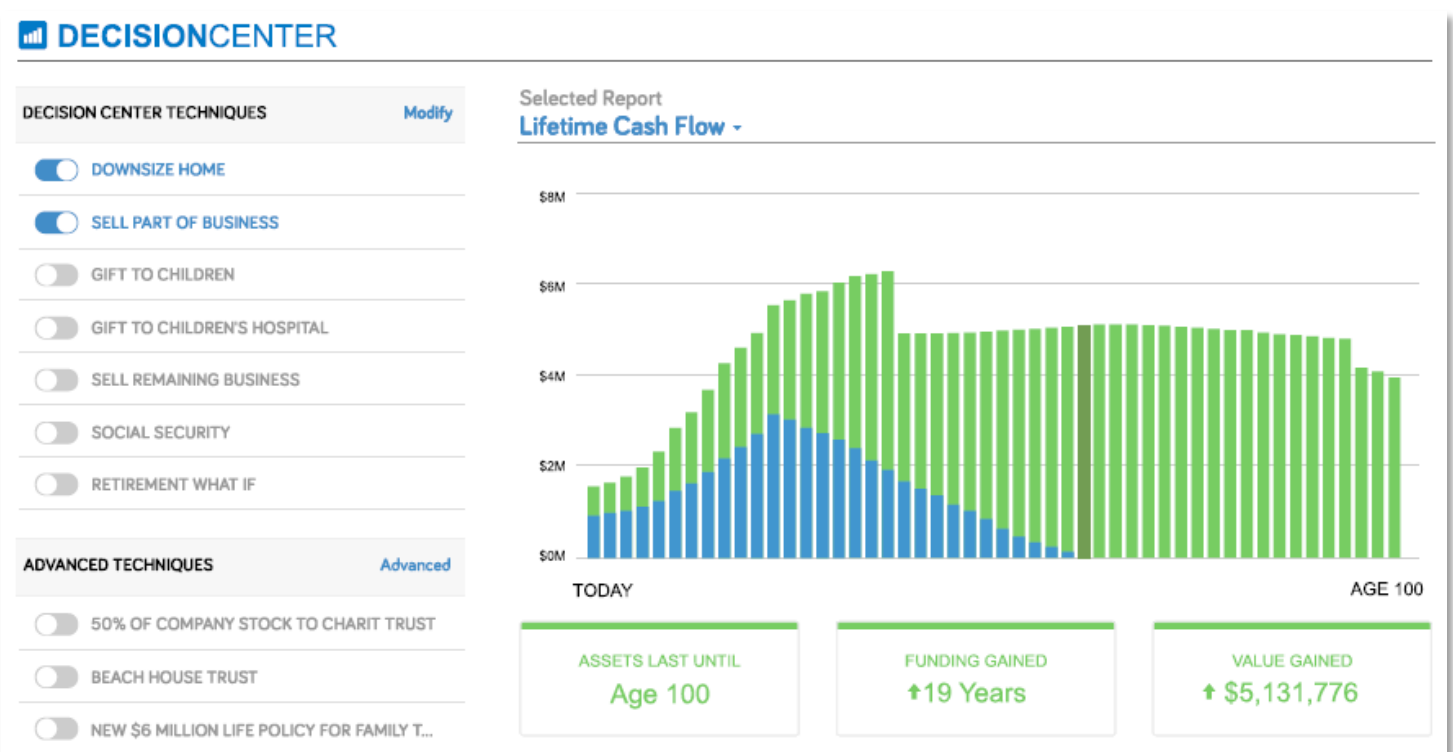 DECISIONCENTER
DECISION CENTER TECHNIQUES Modify
DOWNSIZE HOME
SELL PART OF BUSINESS
GIFT TO CHILDREN
GIFT TO CHILDREN'S HOSPITAL
SELL REMAINING BUSINESS
SOCIAL SECURITY
RETIREMENT WHAT IF
ADVANCED TECHNIQUES Advanced
50% OF COMPANY STOCK TO CHARIT TRUST
BEACH HOUSE TRUST
NEW $6 MILLION LIFE POLICY FOR FAMILY T...
Selected Report
Lifetime Cash Flow
$8M
$6M
$4M
$2M
$0M
TODAY AGE 100
ASSETS LAST UNTIL
Age 100
FUNDING GAINED
19 Years
VALUE GAINED
$5,131,776